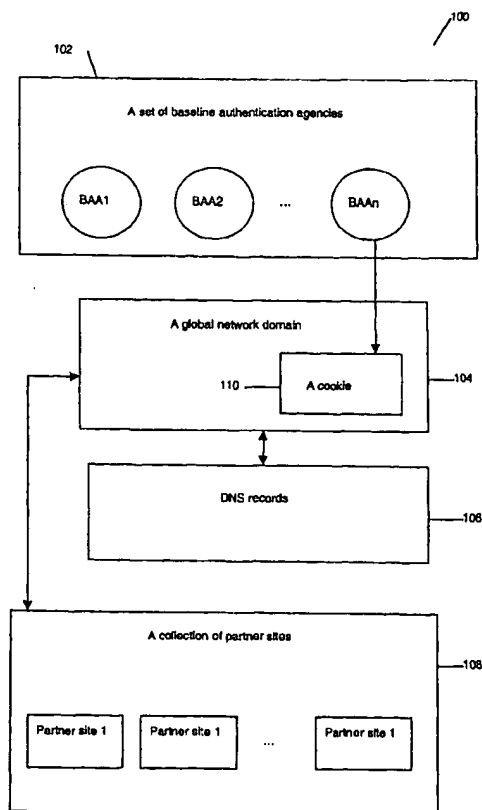 100
102
A set of baseline authentication agencies
BAA1
BAA2
...
BAAn
A global network domain
110
A cookie
104
DNS records
106
A collection of partner sites
108
Partner site 1
Partner site 1
...
Partner site 1